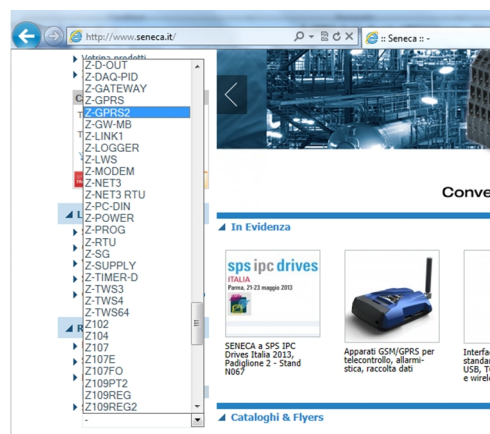 http://www.seneca.it/
:: Seneca :: -
Vetrina prodotti
Z-D-OUT
Z-DAQ-PID
Z-GATEWAY
Z-GPRS
Z-GPRS2
Z-GW-MB
Z-LINK1
Z-LOGGER
Z-LWS
Z-MODEM
Z-NET3
Z-NET3 RTU
Z-PC-DIN
Z-POWER
Z-PROG
Z-RTU
Z-SG
Z-SUPPLY
Z-TIMER-D
Z-TWS3
Z-TWS4
Z-TWS64
Z102
Z104
Z107
Z107E
Z107FO
Z109PT2
Z109REG
Z109REG2
-
Conve
In Evidenza
sps ipc drives
ITALIA
Parma, 21-23 maggio 2013
SENECA a SPS IPC
Drives Italia 2013,
Padiglione 2 - Stand
N067
Apparati GSM/GPRS per
telecontrollo, allarmi-
stica, raccolta dati
Interfa
standar
USB, T
e wirele
Cataloghi & Flyers